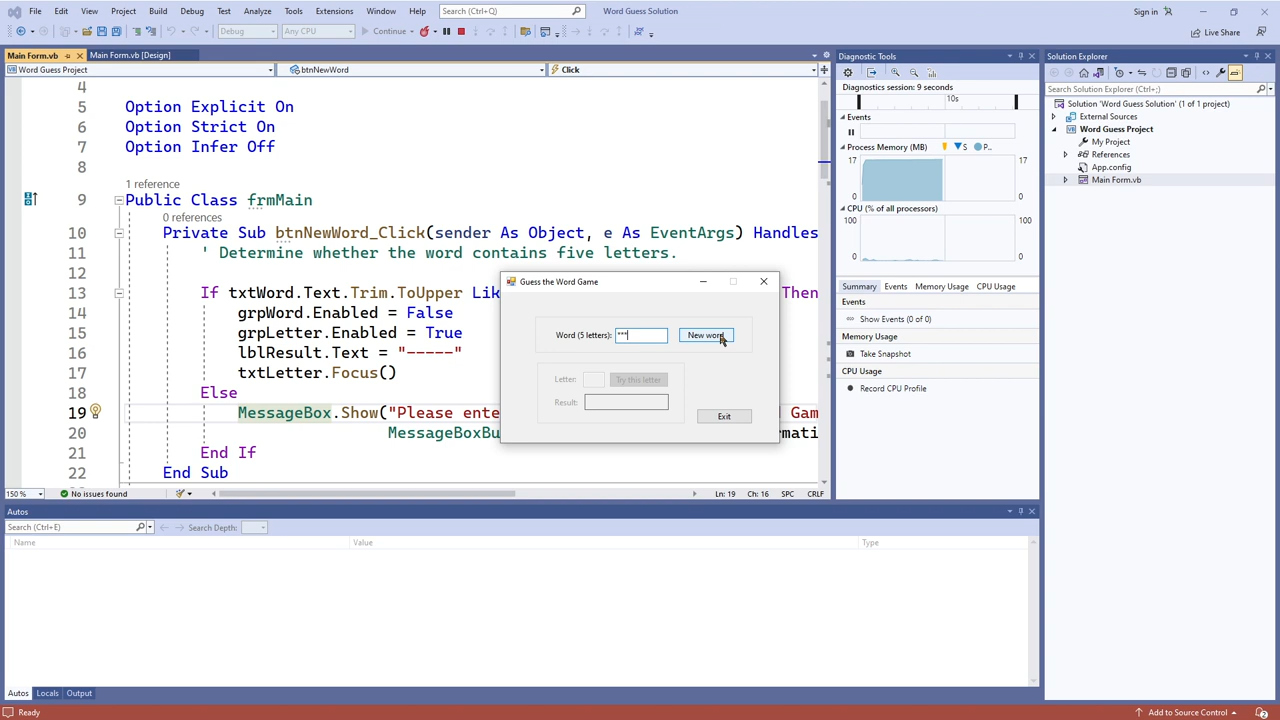 File Edit View Project Build Debug Test Analyze Tools Extensions Window Help Search (Ctrl+Q) Word Guess Solution Sign in
Debug Any CPU Continue Live Share
Main Form.vb Main Form.vb [Design]
Word Guess Project btnNewWord Click
4
5 Option Explicit On
6 Option Strict On
7 Option Infer Off
8
1 reference
9 Public Class frmMain
0 references
10 Private Sub btnNewWord_Click(sender As Object, e As EventArgs) Handles
11 ' Determine whether the word contains five letters.
12
13 If txtWord.Text.Trim.ToUpper Lik Then
14 grpWord.Enabled = False
15 grpLetter.Enabled = True
16 lblResult.Text = "-----"
17 txtLetter.Focus()
18 Else
19 MessageBox.Show("Please ente Gam
20 MessageBoxBu mati
21 End If
22 End Sub
150 % No issues found Ln: 19 Ch: 16 SPC CRLF
Guess the Word Game
Word (5 letters): *** New word
Letter: Try this letter
Result:
Exit
Diagnostic Tools
Diagnostics session: 9 seconds
10s
Events
Process Memory (MB) S P...
17 17
0 0
CPU (% of all processors)
100 100
0 0
Summary Events Memory Usage CPU Usage
Events
Show Events (0 of 0)
Memory Usage
Take Snapshot
CPU Usage
Record CPU Profile
Solution Explorer
Search Solution Explorer (Ctrl+;)
Solution 'Word Guess Solution' (1 of 1 project)
External Sources
Word Guess Project
My Project
References
App.config
Main Form.vb
Autos
Search (Ctrl+E) Search Depth:
Name Value Type
Autos Locals Output
Ready Add to Source Control 2